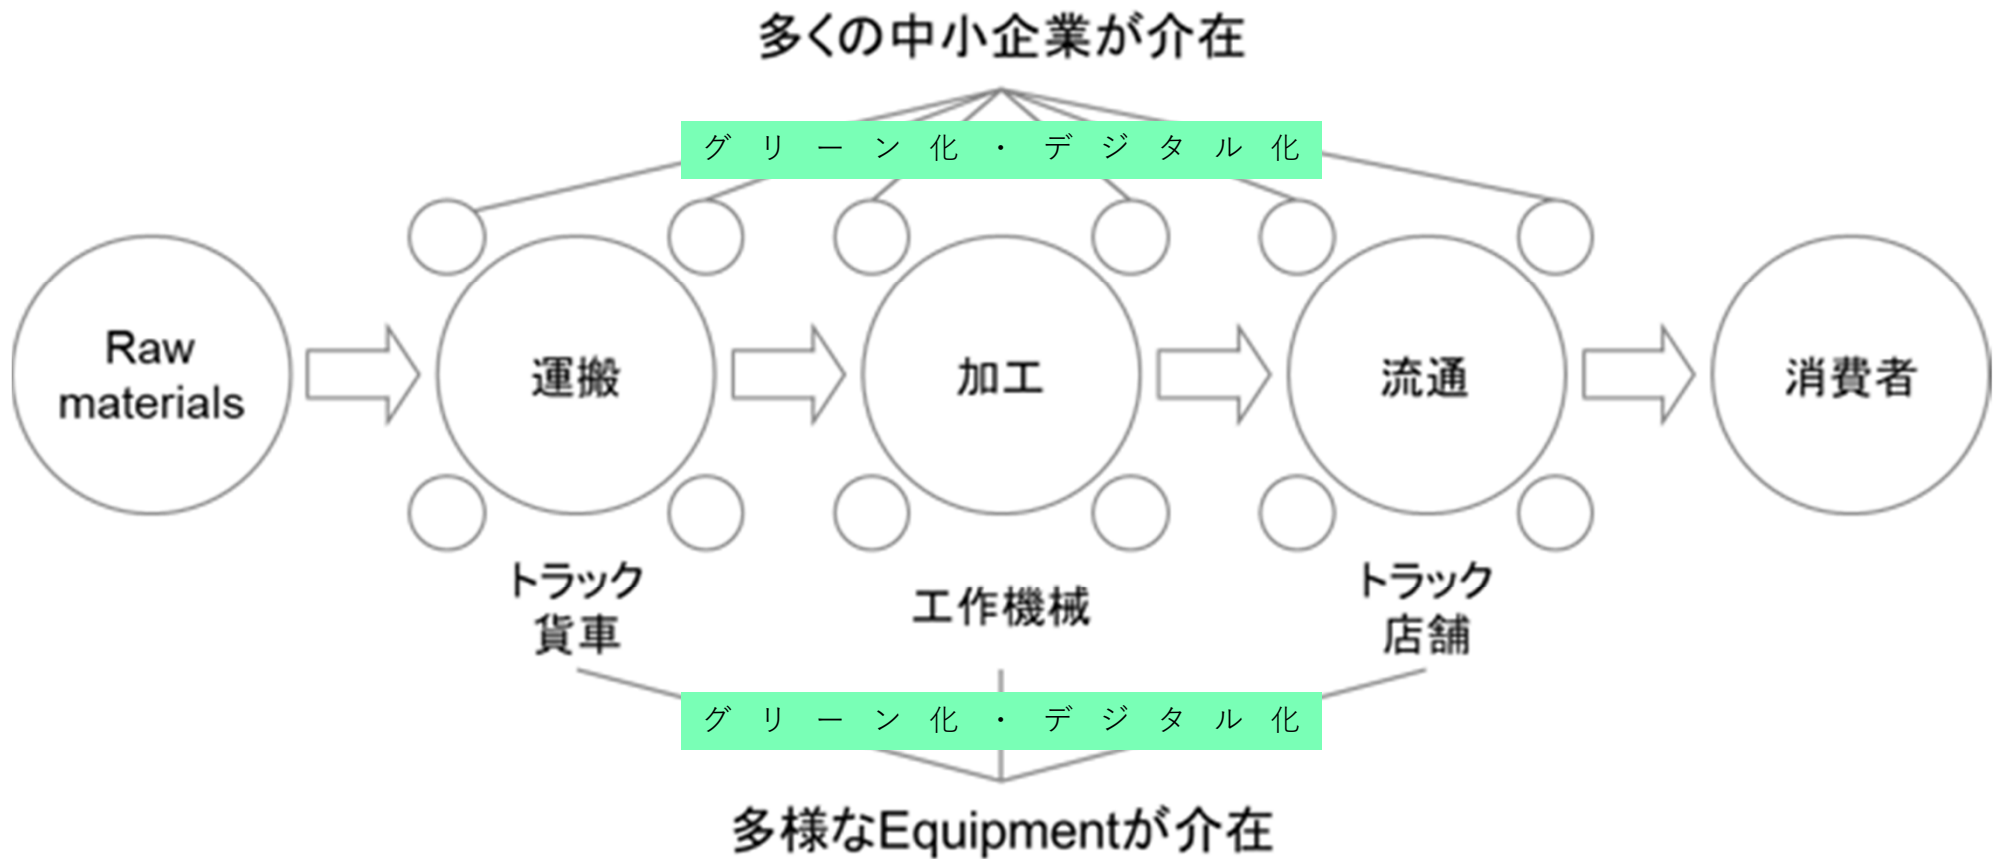 多くの中小企業が介在
グリーン化・デジタル化
Raw
materials
運搬
加工
流通
消費者
トラック
貨車
工作機械
トラック
店舗
グリーン化・デジタル化
多様なEquipmentが介在